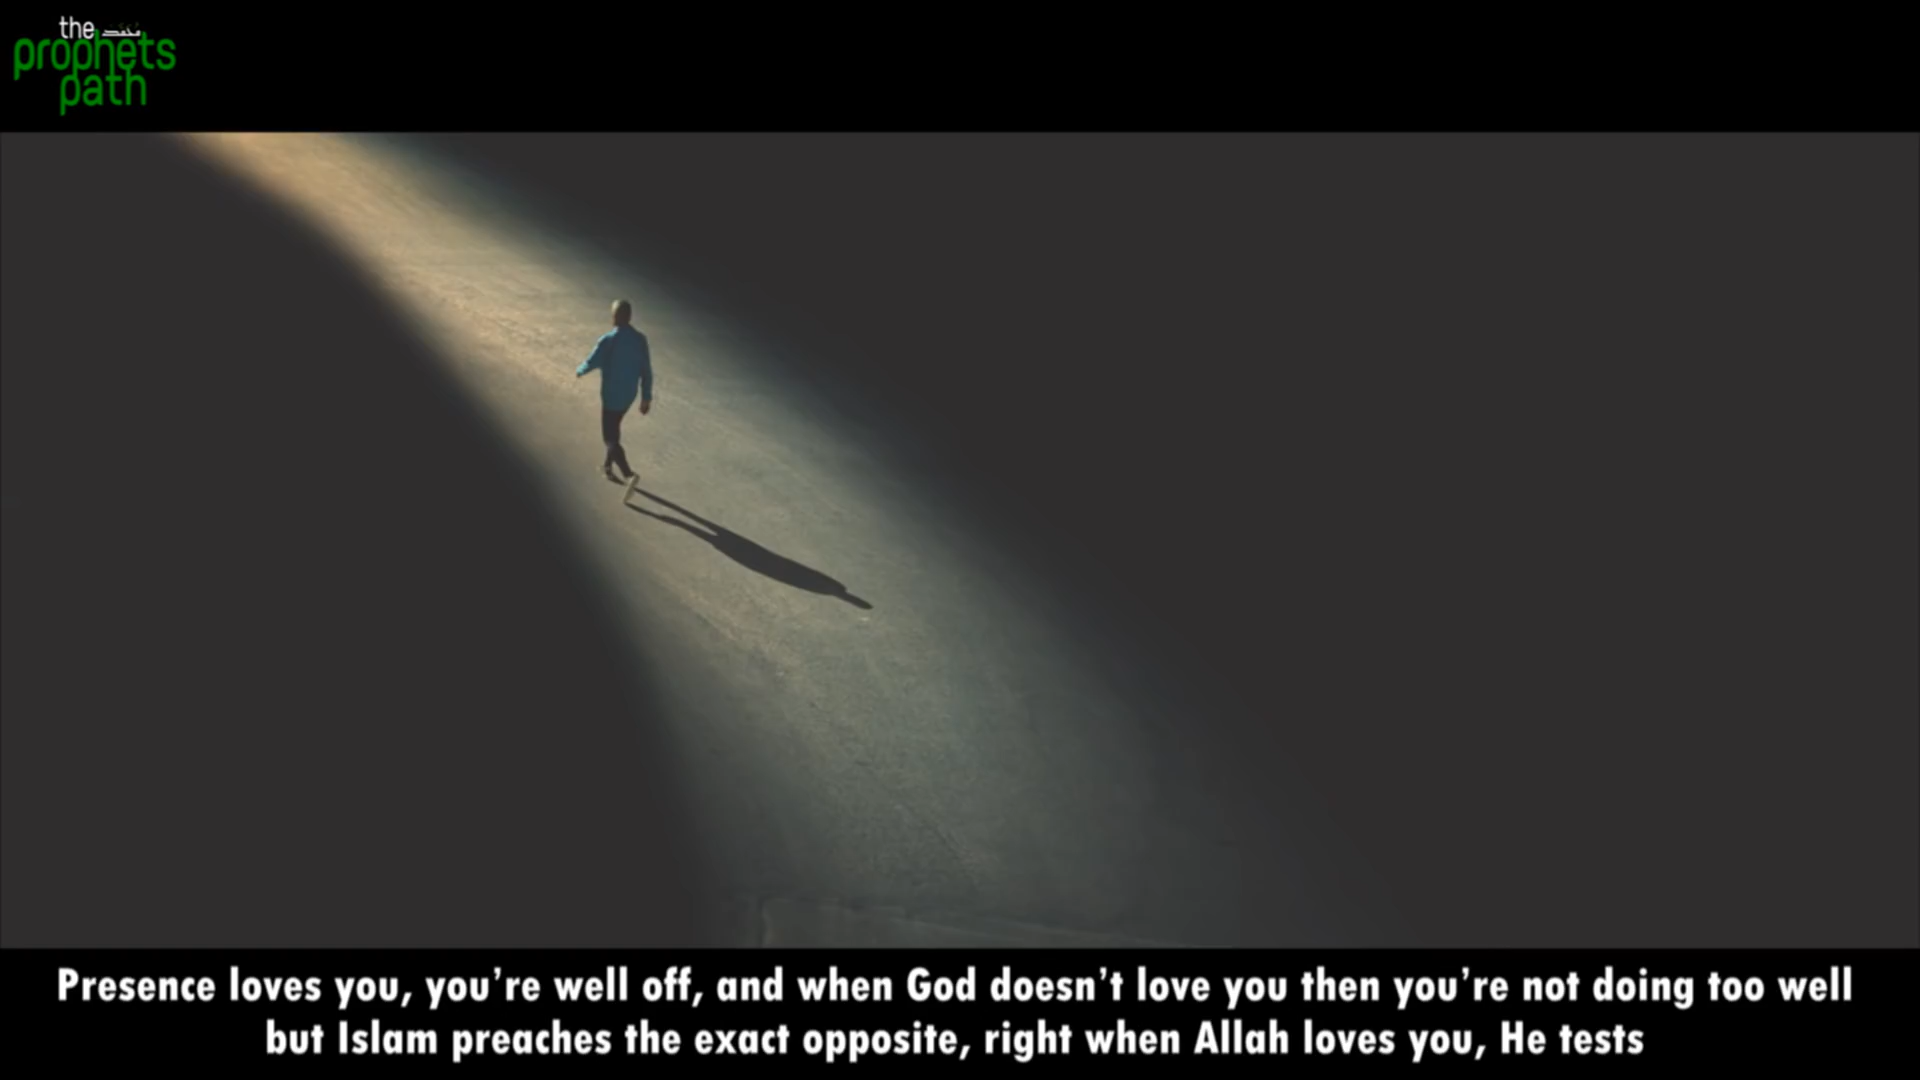 the
prophets
path
Presence loves you, you’re well off, and when God doesn’t love you then you’re not doing too well
but Islam preaches the exact opposite, right when Allah loves you, He tests